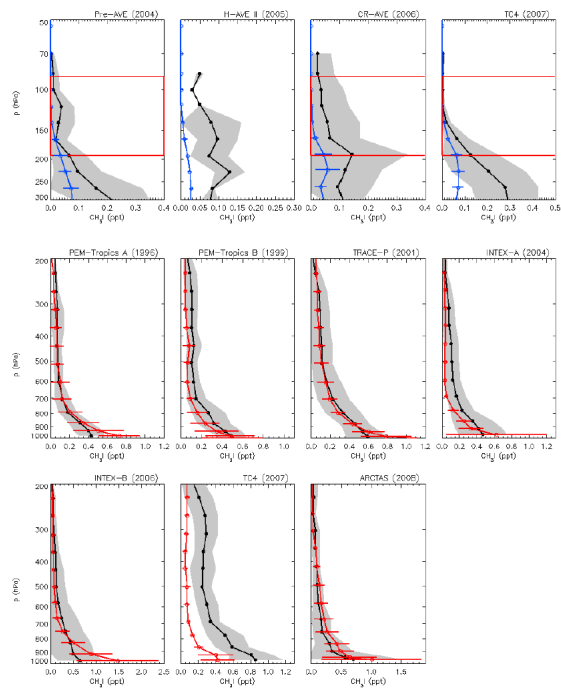 Pre-AVE (2004)
H-AVE II (2005)
CR-AVE (2006)
TC4 (2007)
p (hPa)
50
70
100
140
200
300
0.0 0.1 0.2 0.3 0.4
0.00 0.05 0.10 0.15 0.20 0.25 0.30
0.0 0.1 0.2 0.3 0.4
0.0 0.1 0.2 0.3 0.4 0.5
CH₃I (ppt)
CH₃I (ppt)
CH₃I (ppt)
CH₃I (ppt)
PEM-Tropics A (1996)
PEM-Tropics B (1999)
TRACE-P (2001)
INTEX-A (2004)
p (hPa)
200
300
400
500
600
700
800
900
1000
0.0 0.2 0.4 0.6 0.8 1.0 1.2
0.0 0.2 0.4 0.6 0.8 1.0 1.2
0.0 0.2 0.4 0.6 0.8 1.0 1.2
0.0 0.2 0.4 0.6 0.8 1.0 1.2
CH₃I (ppt)
CH₃I (ppt)
CH₃I (ppt)
CH₃I (ppt)
INTEX-B (2006)
TC4 (2007)
ARCTAS (2008)
p (hPa)
200
300
400
500
600
700
800
900
1000
0.0 0.5 1.0 1.5 2.0 2.5
0.0 0.2 0.4 0.6 0.8 1.0 1.2
0.0 0.5 1.0 1.5
CH₃I (ppt)
CH₃I (ppt)
CH₃I (ppt)